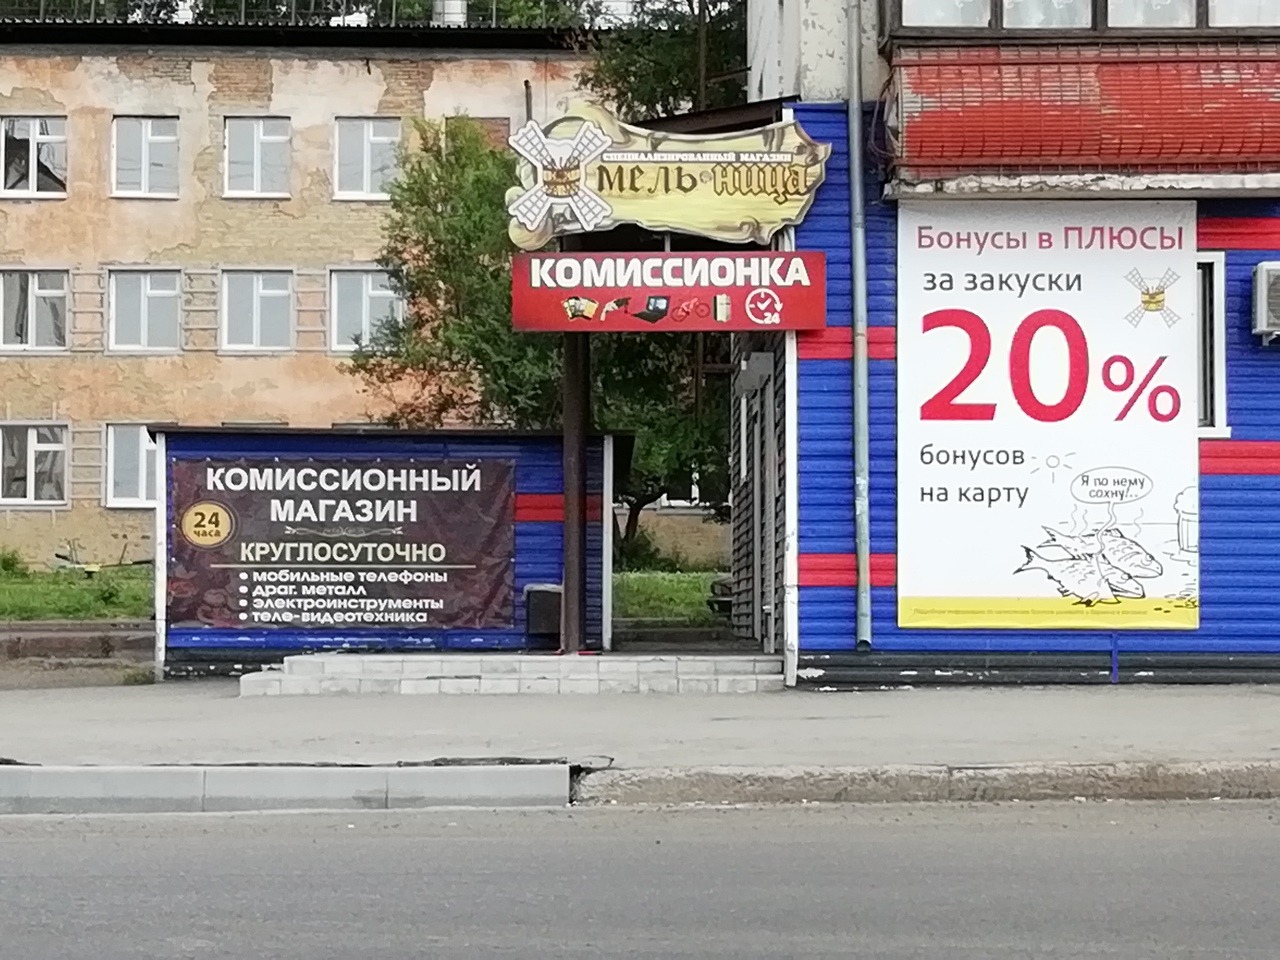 СПЕЦИАЛИЗИРОВАННЫЙ МАГАЗИН
мель ница
КОМИССИОНКА
24
КОМИССИОННЫЙ
МАГАЗИН
24
часа
КРУГЛОСУТОЧНО
• мобильные телефоны
• драг. металл
• электроинструменты
• теле-видеотехника
Бонусы в ПЛЮСЫ
за закуски
20%
бонусов
на карту
Я по нему
сохну!..